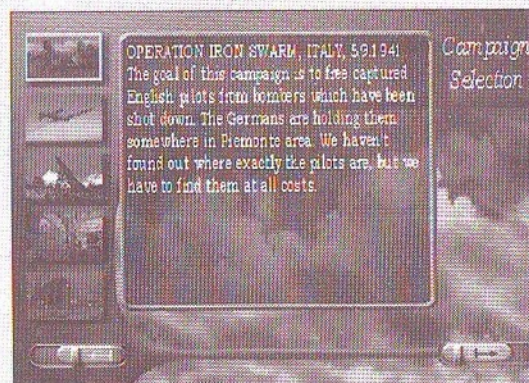 OPERATION IRON SWARM, ITALY, 5.9.1941
The goal of this campaign is to free captured
English pilots from bombers which have been
shot down. The Germans are holding them
somewhere in Piemonte area. We haven't
found out where exactly the pilots are, but we
have to find them at all costs.
Campaign
Selection